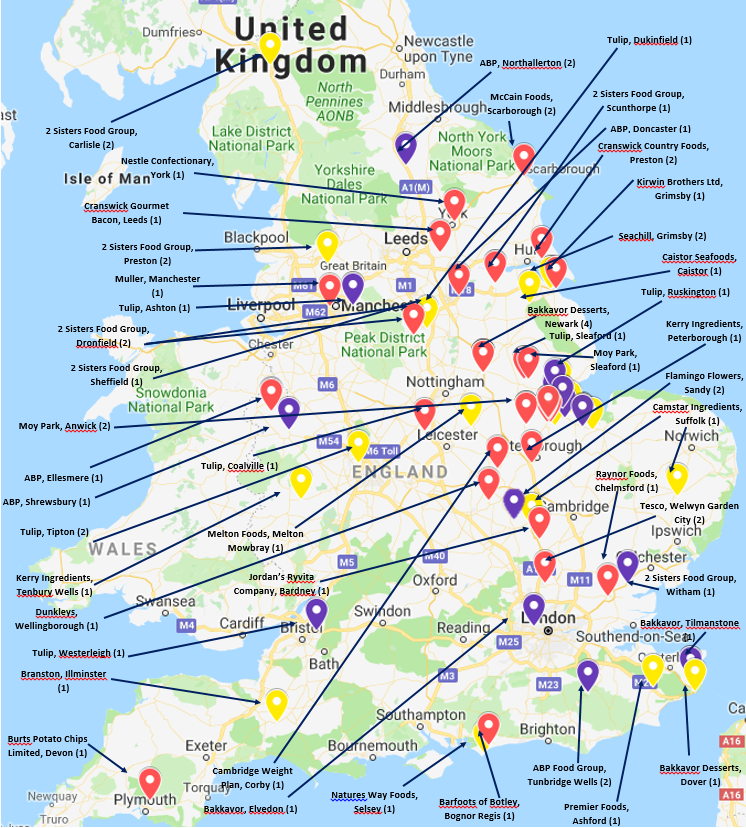 Dumfries
United
Kingdom
Newcastle
upon Tyne
Durham
North
Pennines
AONB
Middlesbrough
Lake District
National Park
North York
Moors
National Park
Scarborough
Isle of Man
Yorkshire
Dales
National Park
A1(M)
York
Blackpool
Leeds
Hu
Great Britain
M61
M1
M18
Liverpool
M62
Manches
Peak District
National Park
Chester
Snowdonia
National Park
M6
Nottingham
M54
M6 Toll
Leicester
ENGLAND
Norwich
WALES
Cambridge
Ipswich
M5
M40
M11
Swansea
Oxford
M4
Cardiff
Swindon
Bristol
Bath
Reading
London
M25
Southend-on-Sea
M3
M23
Southampton
Brighton
Exeter
Bournemouth
Torquay
Plymouth
Newquay
Truro
Ca
A16
A16
2 Sisters Food Group,
Carlisle (2)
Nestle Confectionary,
York (1)
Cranswick Gourmet
Bacon, Leeds (1)
2 Sisters Food Group,
Preston (2)
Muller, Manchester
(1)
Tulip, Ashton (1)
2 Sisters Food Group,
Dronfield (2)
2 Sisters Food Group,
Sheffield (1)
Moy Park, Anwick (2)
ABP, Ellesmere (1)
ABP, Shrewsbury (1)
Tulip, Coalville (1)
Tulip, Tipton (2)
Melton Foods, Melton
Mowbray (1)
Kerry Ingredients,
Tenbury Wells (1)
Jordan’s Ryvita
Company, Bardney (1)
Dunkleys,
Wellingborough (1)
Tulip, Westerleigh (1)
Branston, Illminster
(1)
Burts Potato Chips
Limited, Devon (1)
Cambridge Weight
Plan, Corby (1)
Bakkavor, Elvedon (1)
Natures Way Foods,
Selsey (1)
Barfoots of Botley,
Bognor Regis (1)
ABP Food Group,
Tunbridge Wells (2)
Premier Foods,
Ashford (1)
Bakkavor Desserts,
Dover (1)
Bakkavor, Tilmanstone
(1)
2 Sisters Food Group,
Witham (1)
Tesco, Welwyn Garden
City (2)
Raynor Foods,
Chelmsford (1)
Camstar Ingredients,
Suffolk (1)
Flamingo Flowers,
Sandy (2)
Kerry Ingredients,
Peterborough (1)
Moy Park,
Sleaford (1)
Tulip, Sleaford (1)
Bakkavor Desserts,
Newark (4)
Tulip, Ruskington (1)
Caistor Seafoods,
Caistor (1)
Seachill, Grimsby (2)
Kirwin Brothers Ltd,
Grimsby (1)
Cranswick Country Foods,
Preston (2)
ABP, Doncaster (1)
2 Sisters Food Group,
Scunthorpe (1)
Tulip, Dukinfield (1)
McCain Foods,
Scarborough (2)
ABP, Northallerton (2)